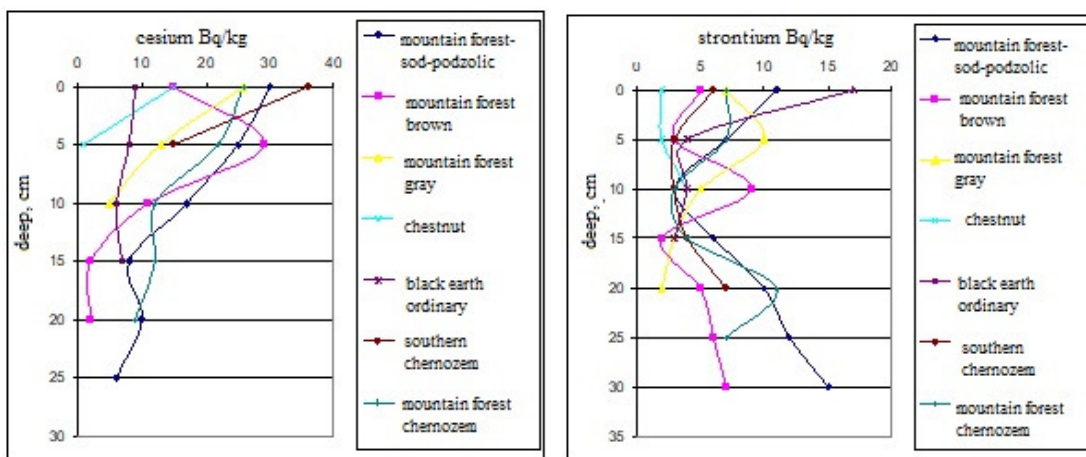 cesium Bq/kg
0 10 20 30 40
0
5
10
15
20
25
30
deep, cm
mountain forest-
sod-podzolic
mountain forest
brown
mountain forest
gray
chestnut
black earth
ordinary
southern
chernozem
mountain forest
chernozem
strontium Bq/kg
0 5 10 15 20
0
5
10
15
20
25
30
35
deep, cm
mountain forest-
sod-podzolic
mountain forest
brown
mountain forest
gray
chestnut
black earth
ordinary
southern
chernozem
mountain forest
chernozem